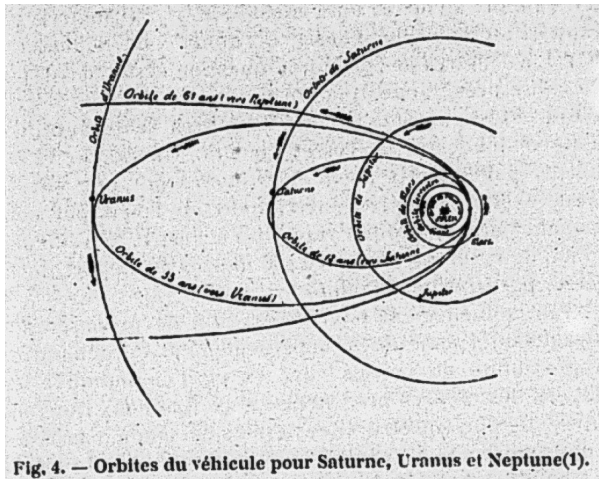 Orbite d'Uranus
Orbite de 61 ans (vers Neptune)
Orbite de Saturne
Uranus
Saturne
Orbite de Jupiter
Orbite de Mars
Orbite terrestre
Orbite de 12 ans (vers Saturne)
Mars
Orbite de 33 ans (vers Uranus)
Jupiter
Fig. 4. — Orbites du véhicule pour Saturne, Uranus et Neptune(1).